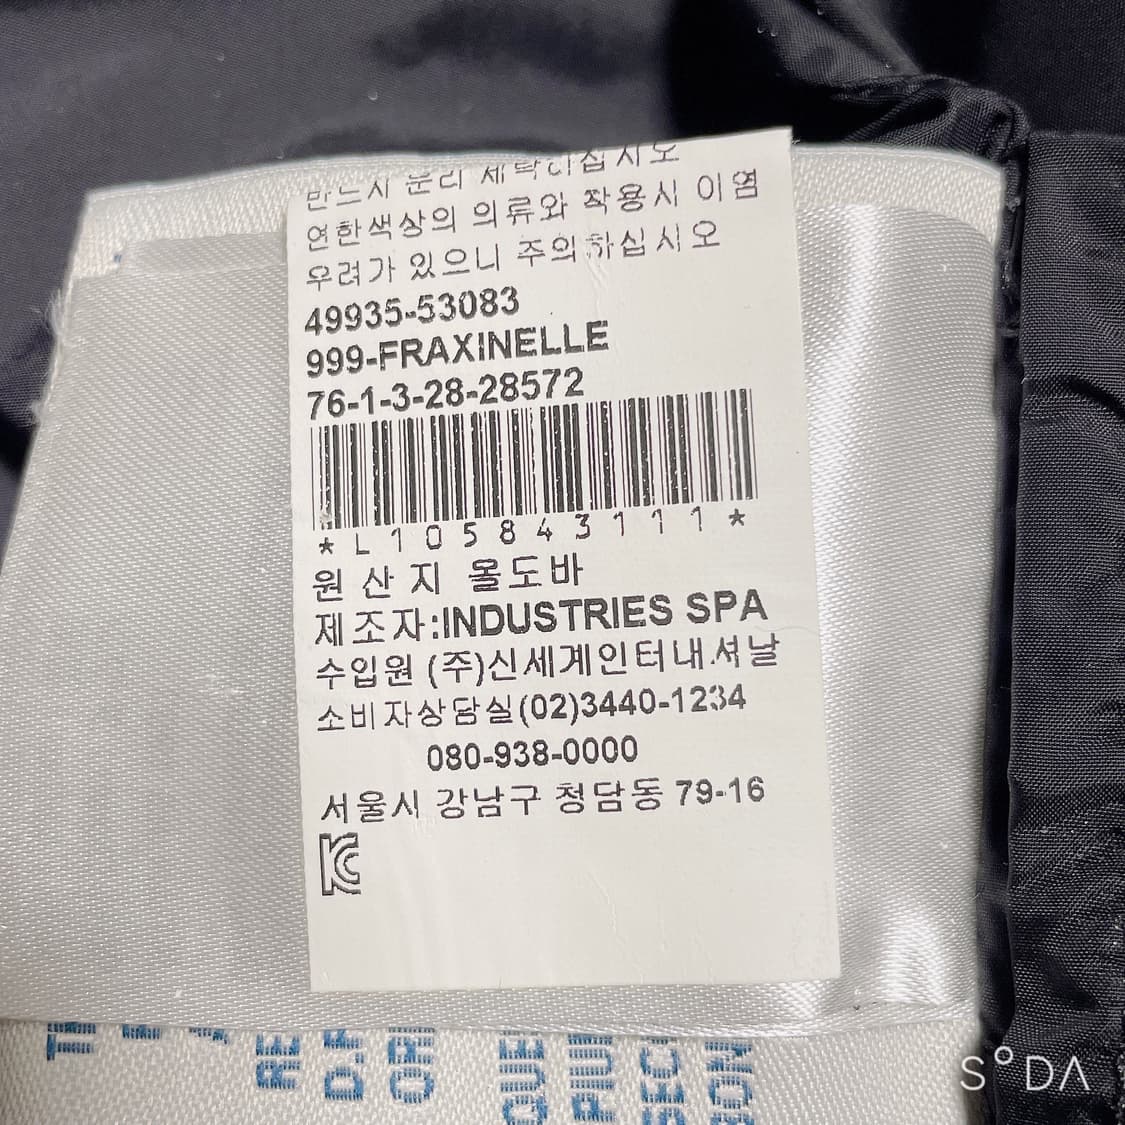 반드시 분리 세탁하십시오
연한색상의 의류와 착용시 이염
우려가 있으니 주의하십시오
49935-53083
999-FRAXINELLE
76-1-3-28-28572
*L105843111*
원산지 몰도바
제조자:INDUSTRIES SPA
수입원 (주)신세계인터내셔날
소비자상담실(02)3440-1234
080-938-0000
서울시 강남구 청담동 79-16
KC
S°DA